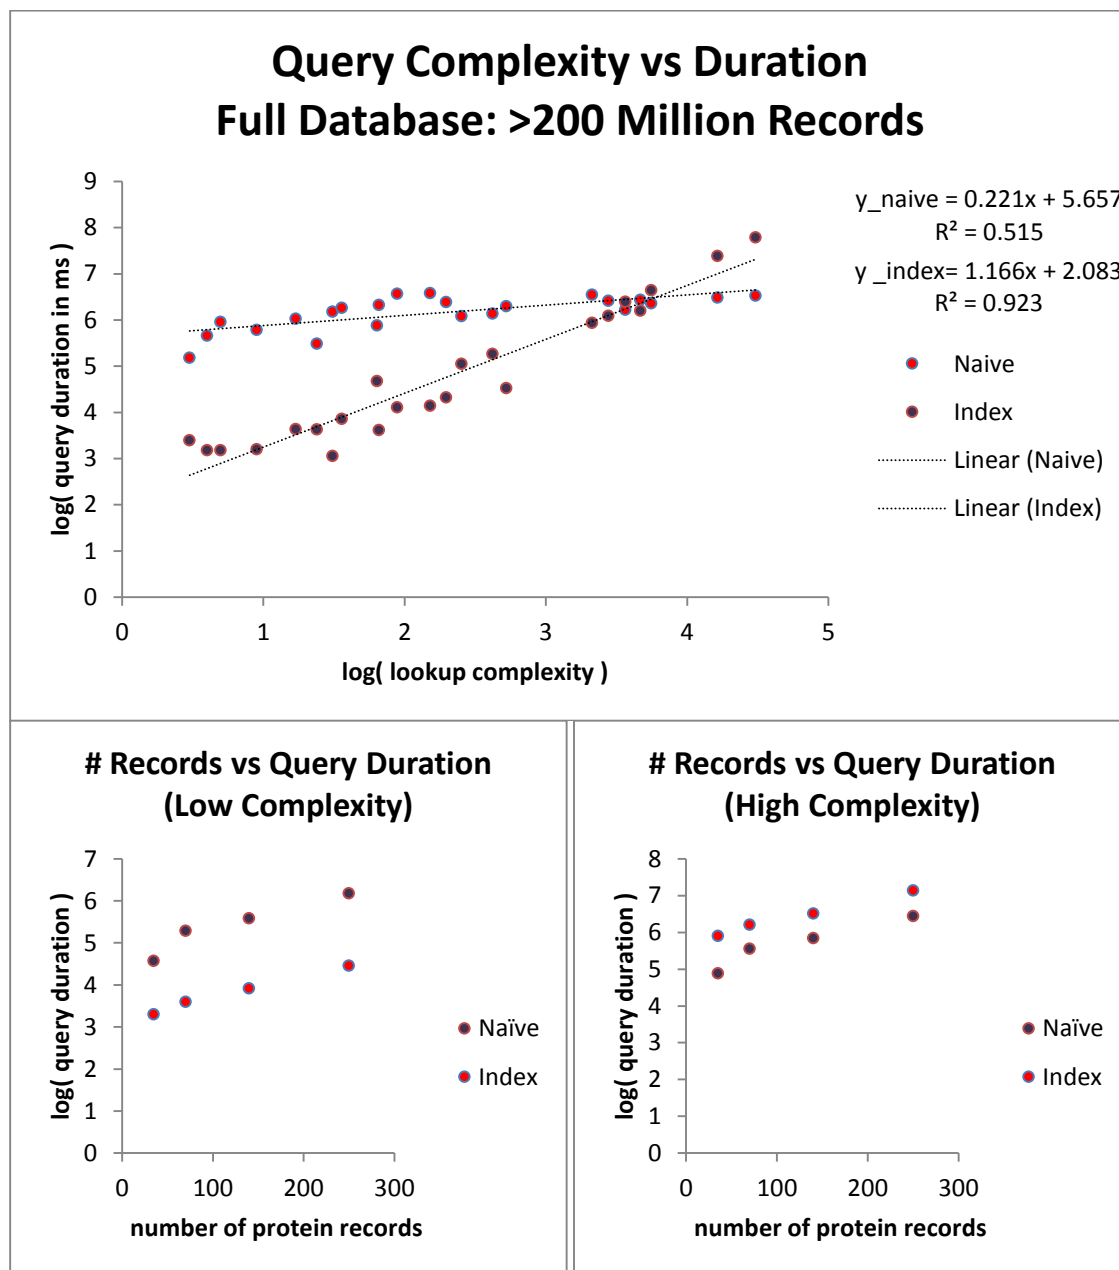 Query Complexity vs Duration
Full Database: >200 Million Records
log( query duration in ms )
9
8
7
6
5
4
3
2
1
0
0 1 2 3 4 5
log( lookup complexity )
y_naive = 0.221x + 5.657
R² = 0.515
y _index= 1.166x + 2.083
R² = 0.923
Naive
Index
Linear (Naive)
Linear (Index)
# Records vs Query Duration
(Low Complexity)
log( query duration )
7
6
5
4
3
2
1
0
0 100 200 300
number of protein records
Naïve
Index
# Records vs Query Duration
(High Complexity)
log( query duration )
8
7
6
5
4
3
2
1
0
0 100 200 300
number of protein records
Naïve
Index